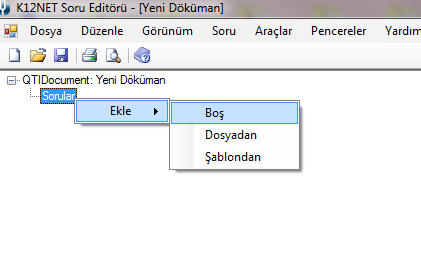 K12NET Soru Editörü - [Yeni Döküman]
Dosya Düzenle Görünüm Soru Araçlar Pencereler Yardım
QTIDocument: Yeni Döküman
Sorular
Ekle
Boş
Dosyadan
Şablondan